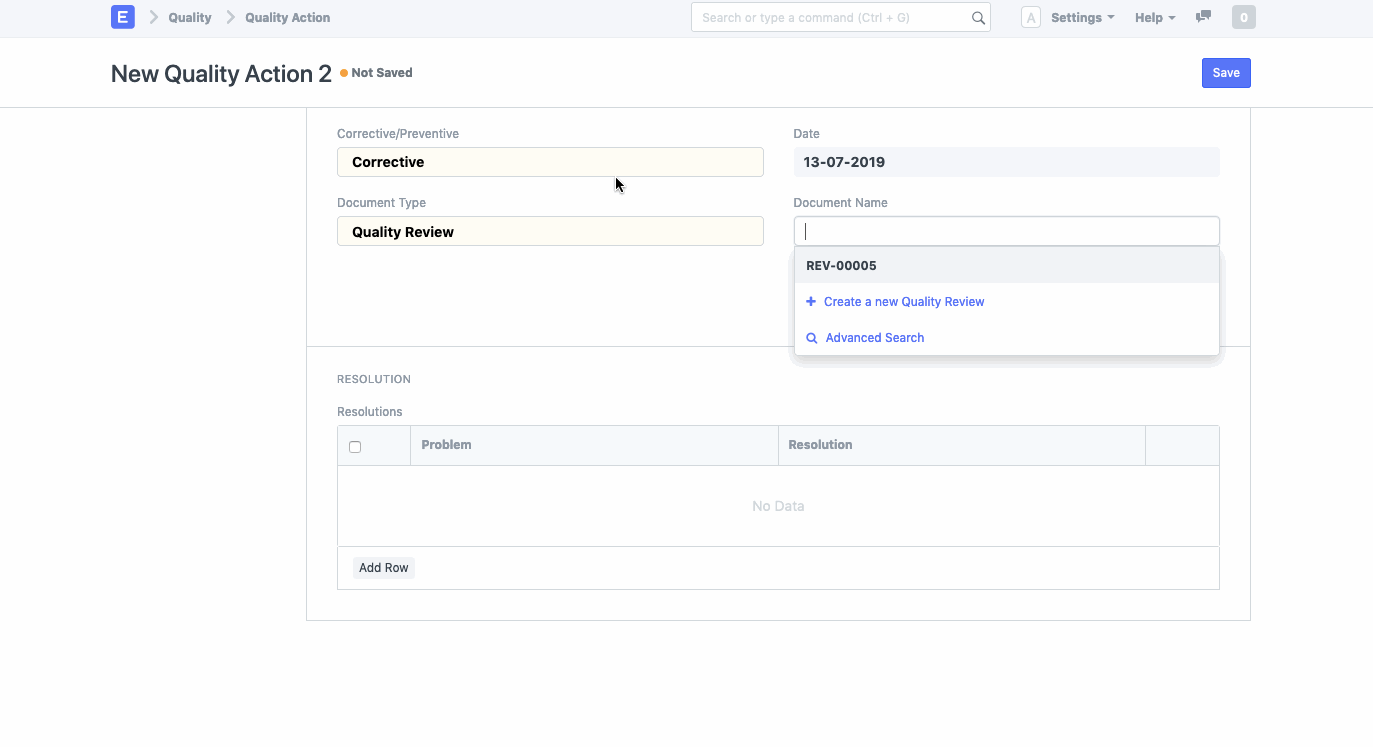 E Quality Quality Action Search or type a command (Ctrl + G) A Settings Help 0
New Quality Action 2 Not Saved Save
Corrective/Preventive Date
Corrective 13-07-2019
Document Type Document Name
Quality Review
REV-00005
Create a new Quality Review
Advanced Search
RESOLUTION
Resolutions
Problem Resolution
No Data
Add Row